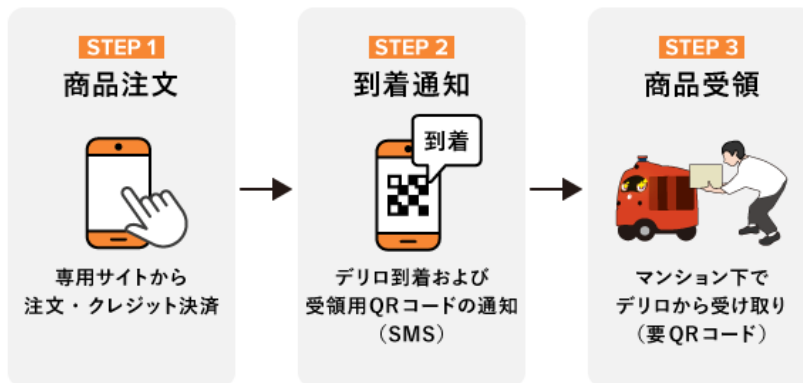 STEP 1
商品注文
専用サイトから
注文・クレジット決済
STEP 2
到着通知
到着
デリロ到着および
受領用QRコードの通知
（SMS）
STEP 3
商品受領
マンション下で
デリロから受け取り
（要QRコード）